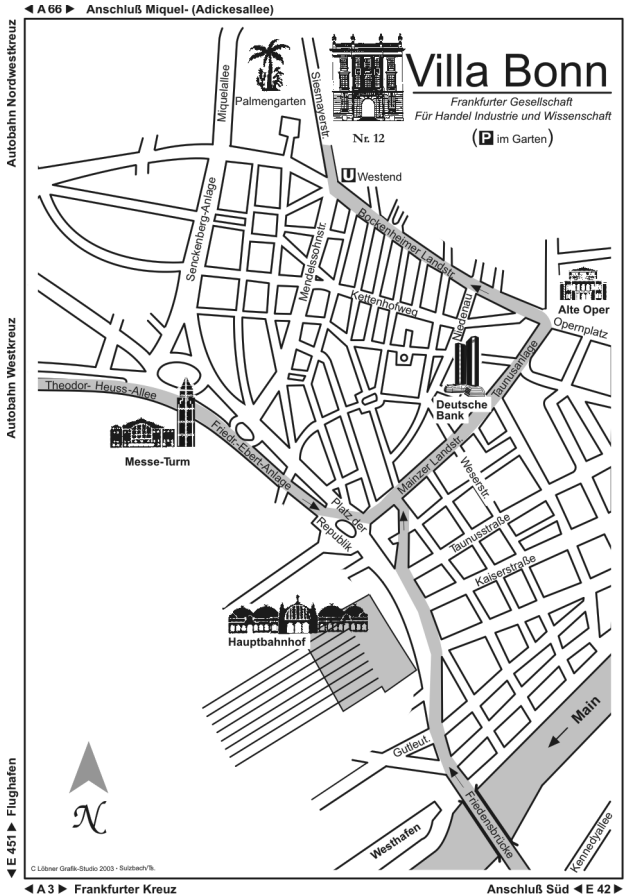 ◀ A 66 ▶ Anschluß Miquel- (Adickesallee)
Autobahn Nordwestkreuz
Autobahn Westkreuz
◀ E 451 ▶ Flughafen
Villa Bonn
Frankfurter Gesellschaft
Für Handel Industrie und Wissenschaft
(P im Garten)
Nr. 12
Palmengarten
Miquelallee
Siesmayerstr.
U Westend
Bockenheimer Landstr.
Senckenberg-Anlage
Mendelssohnstr.
Kettenhofweg
Niedenau
Alte Oper
Opernplatz
Taunusanlage
Deutsche
Bank
Theodor- Heuss-Allee
Messe-Turm
Friedr.-Ebert-Anlage
Mainzer Landstr.
Weserstr.
Platz der
Republik
Taunusstraße
Kaiserstraße
Hauptbahnhof
Main
Gutleut.
Friedensbrücke
Westhafen
Kennedyallee
N
C Löbner Grafik-Studio 2003 - Sulzbach/Ts.
◀ A 3 ▶ Frankfurter Kreuz
Anschluß Süd ◀ E 42 ▶